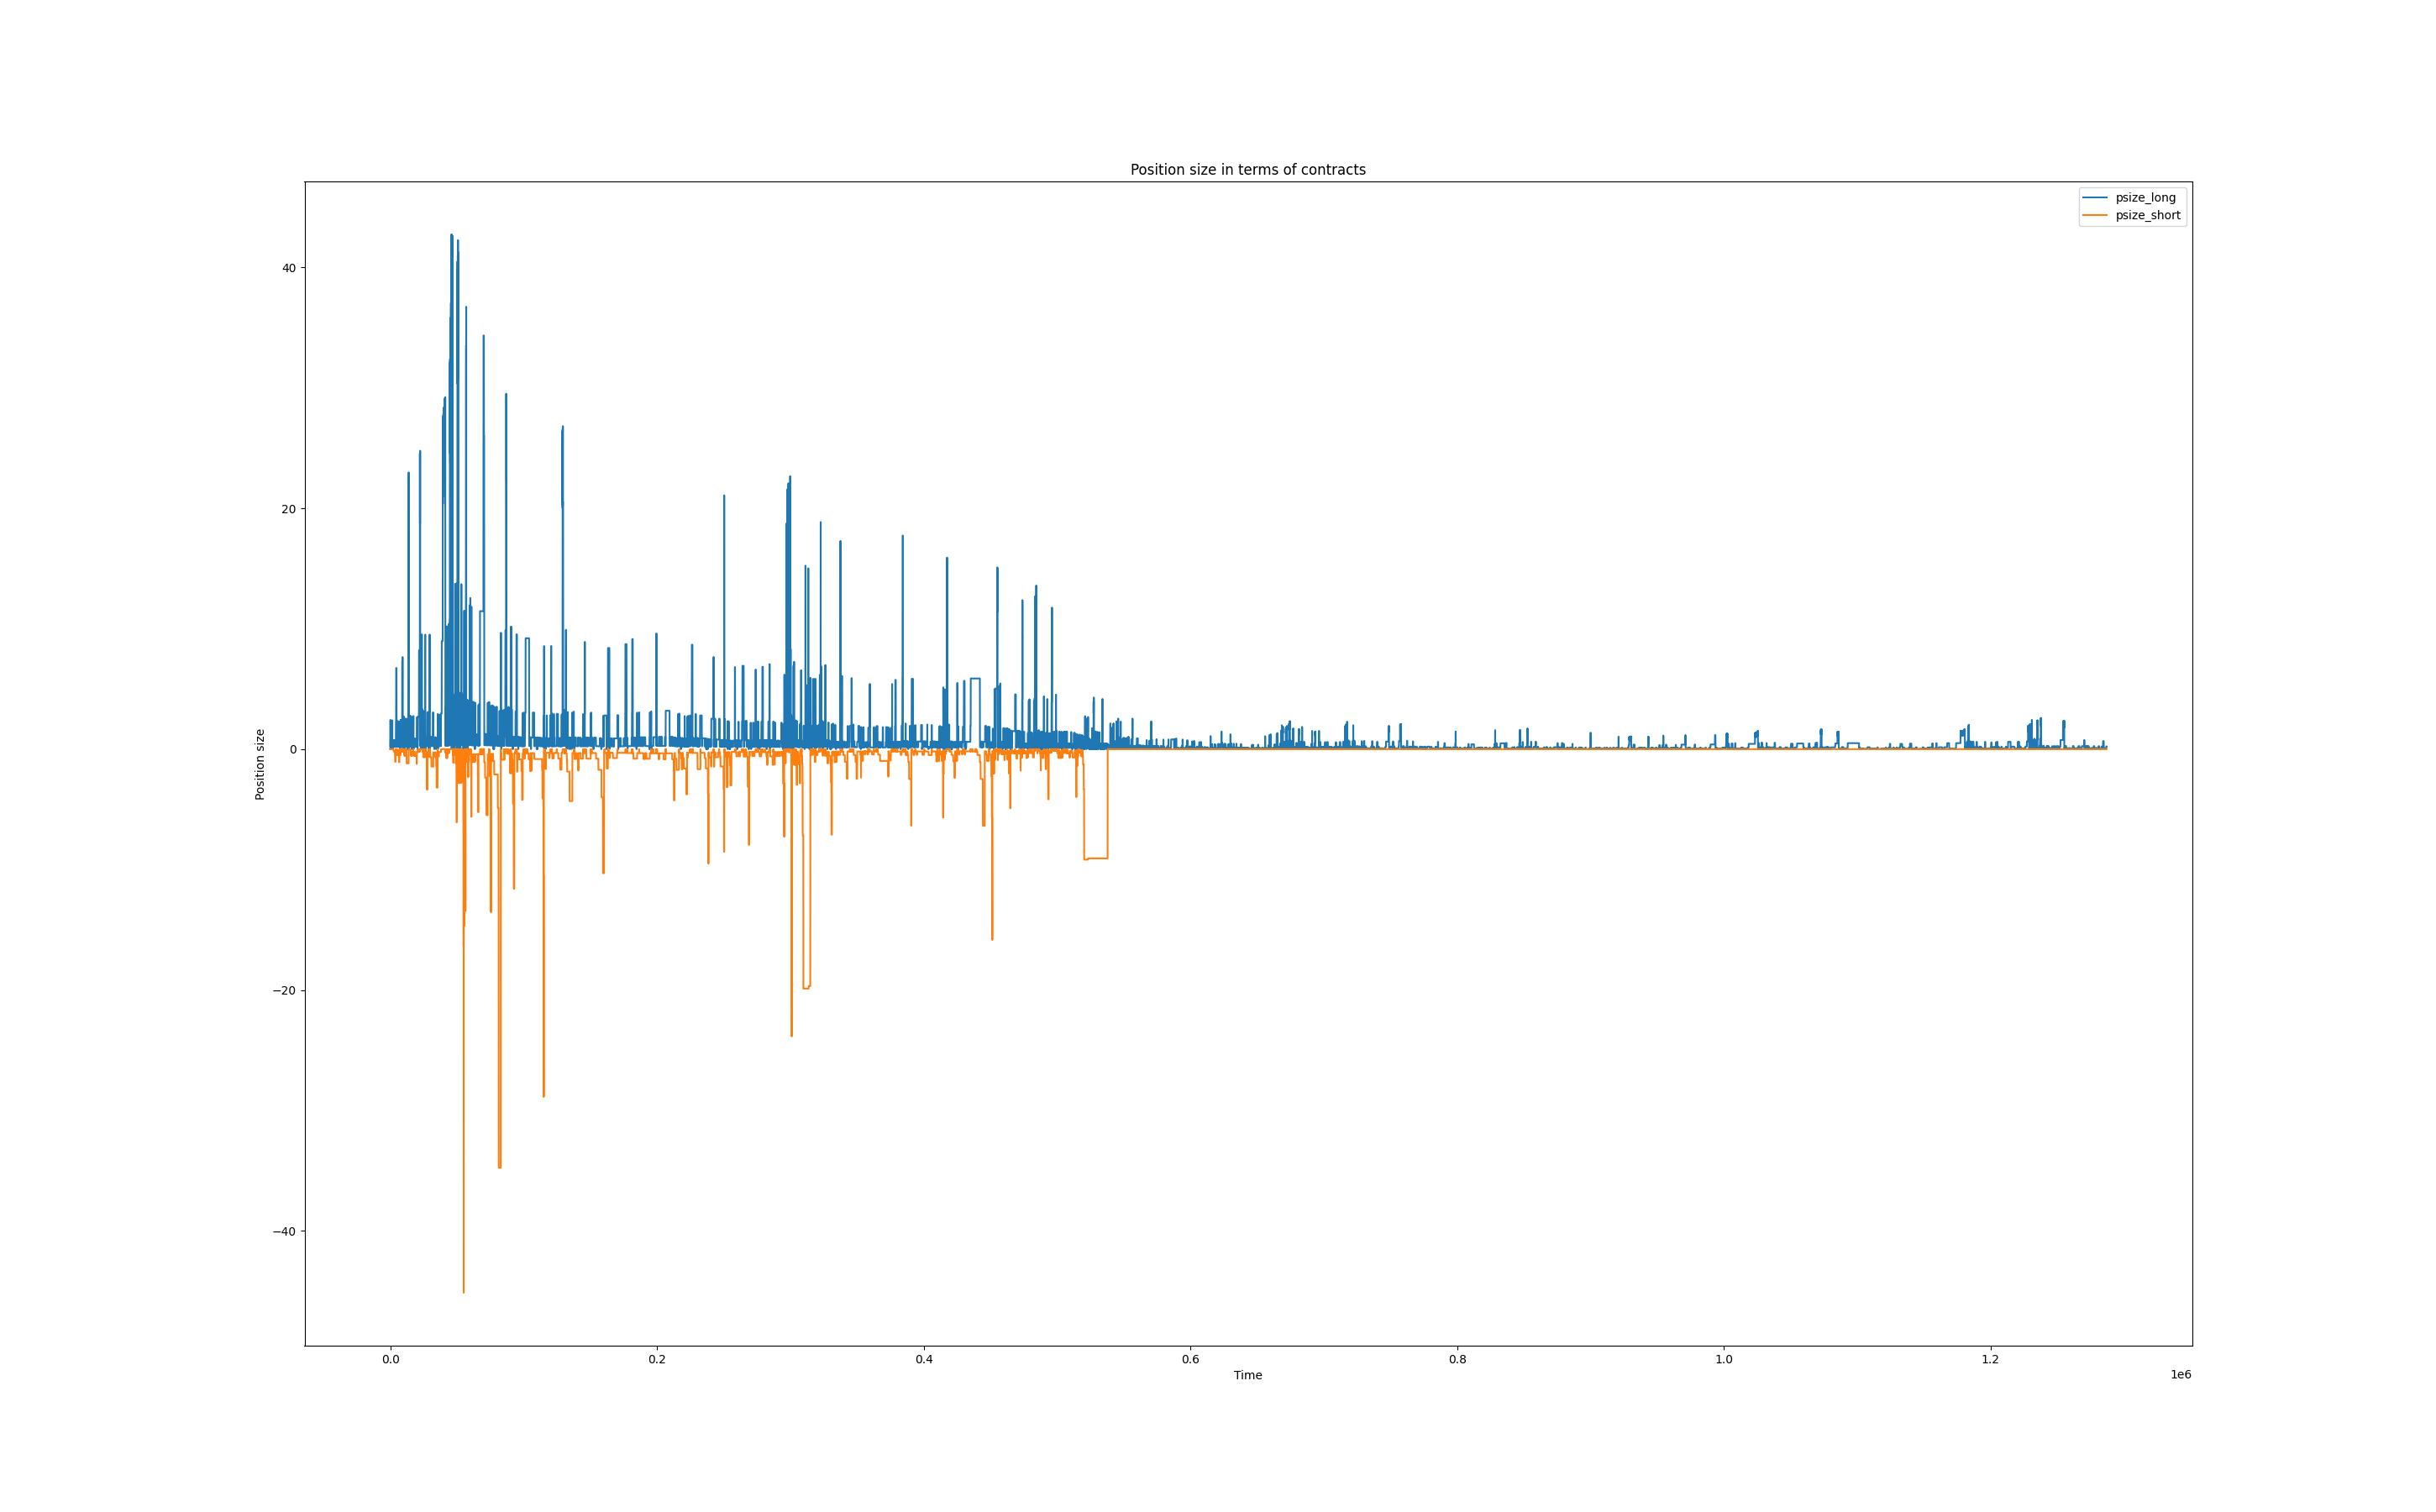 Position size in terms of contracts
psize_long
psize_short
Position size
40
20
0
−20
−40
0.0
0.2
0.4
0.6
0.8
1.0
1.2
1e6
Time